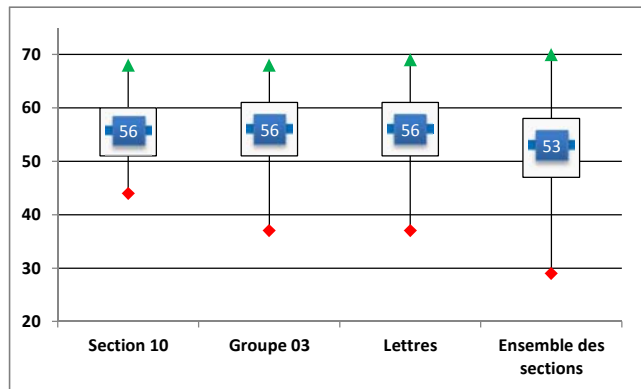 70
60
50
40
30
20
56
56
56
53
Section 10
Groupe 03
Lettres
Ensemble des
sections